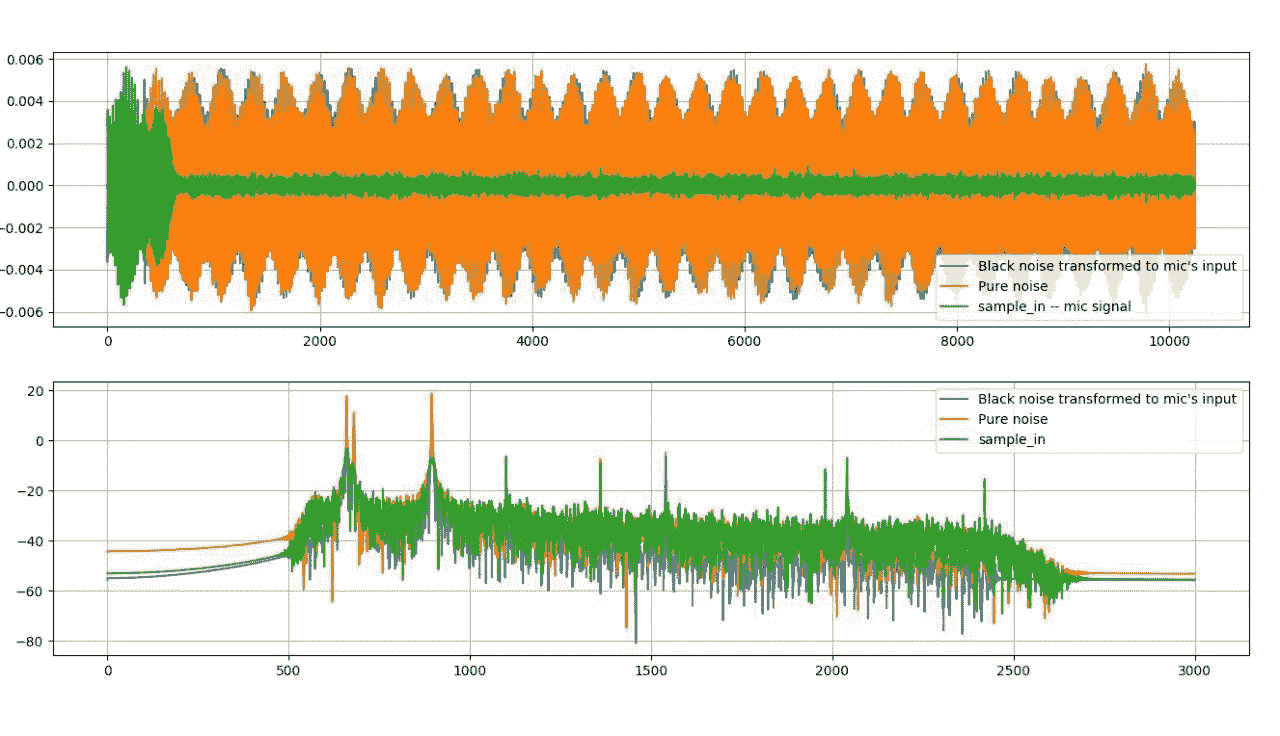 0.006
0.004
0.002
0.000
−0.002
−0.004
−0.006
Black noise transformed to mic's input
Pure noise
sample_in -- mic signal
0 2000 4000 6000 8000 10000
20
0
−20
−40
−60
−80
Black noise transformed to mic's input
Pure noise
sample_in
0 500 1000 1500 2000 2500 3000